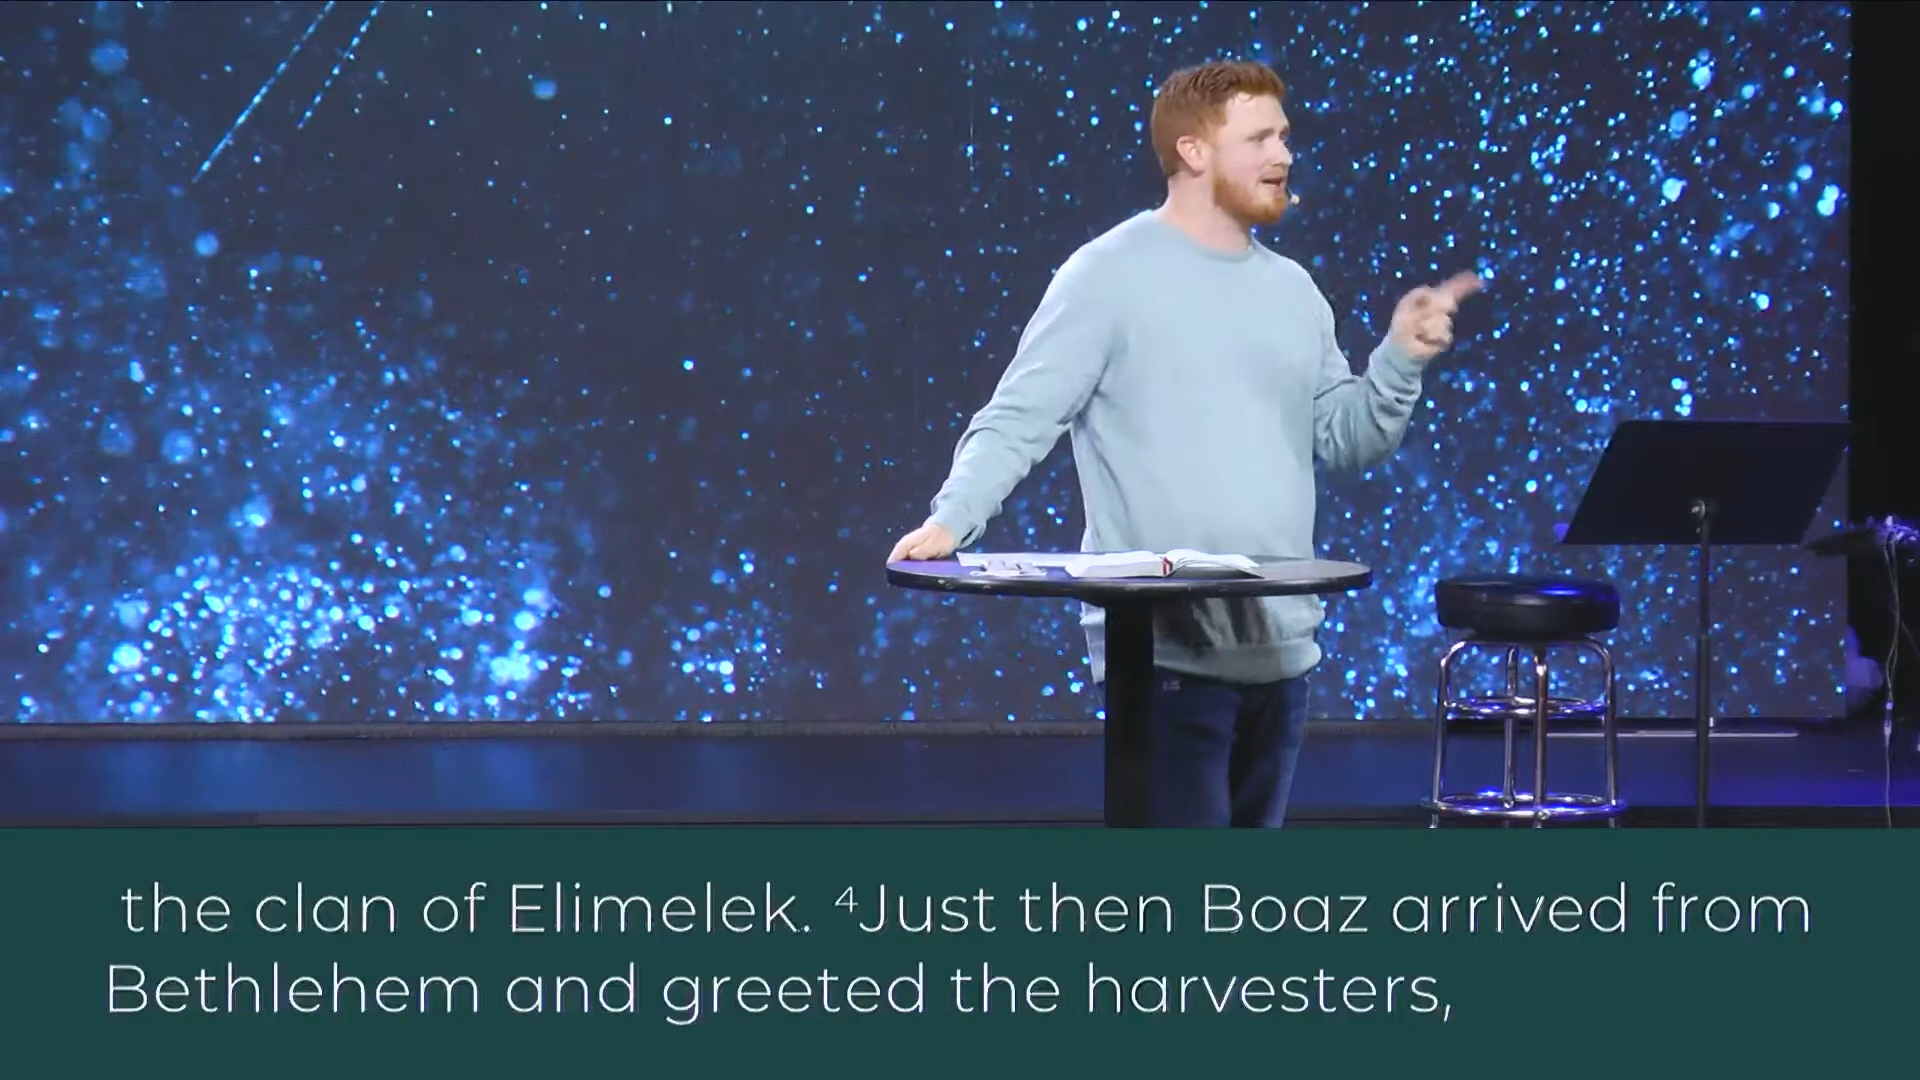 the clan of Elimelek. ⁴Just then Boaz arrived from
Bethlehem and greeted the harvesters,